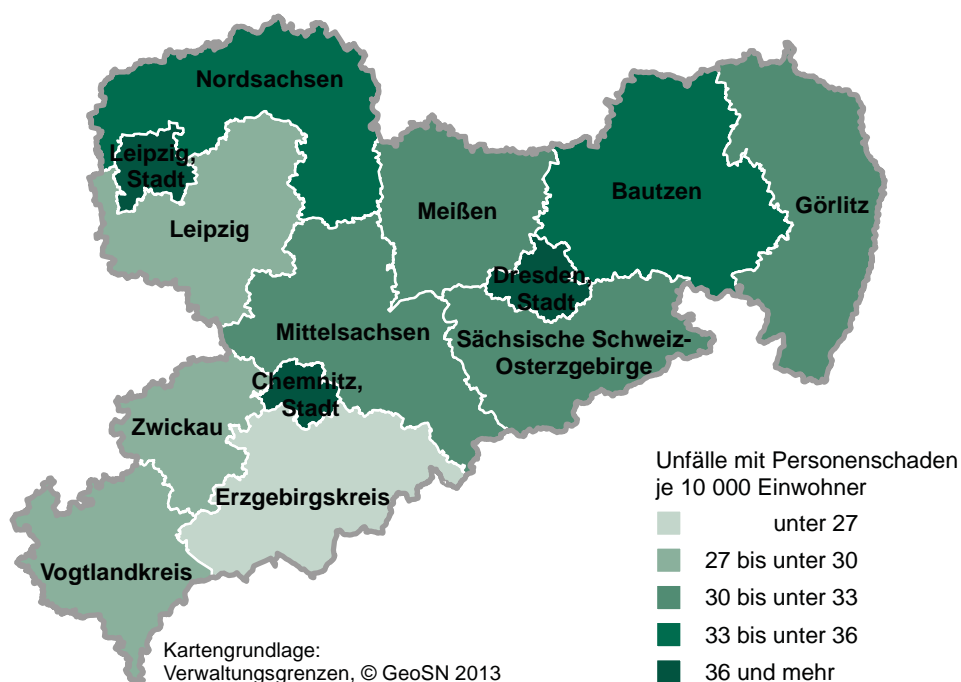 Nordsachsen
Leipzig,
Stadt
Leipzig
Meißen
Bautzen
Görlitz
Dresden,
Stadt
Mittelsachsen
Sächsische Schweiz-
Osterzgebirge
Chemnitz,
Stadt
Zwickau
Erzgebirgskreis
Vogtlandkreis
Unfälle mit Personenschaden
je 10 000 Einwohner
unter 27
27 bis unter 30
30 bis unter 33
33 bis unter 36
36 und mehr
Kartengrundlage:
Verwaltungsgrenzen, © GeoSN 2013